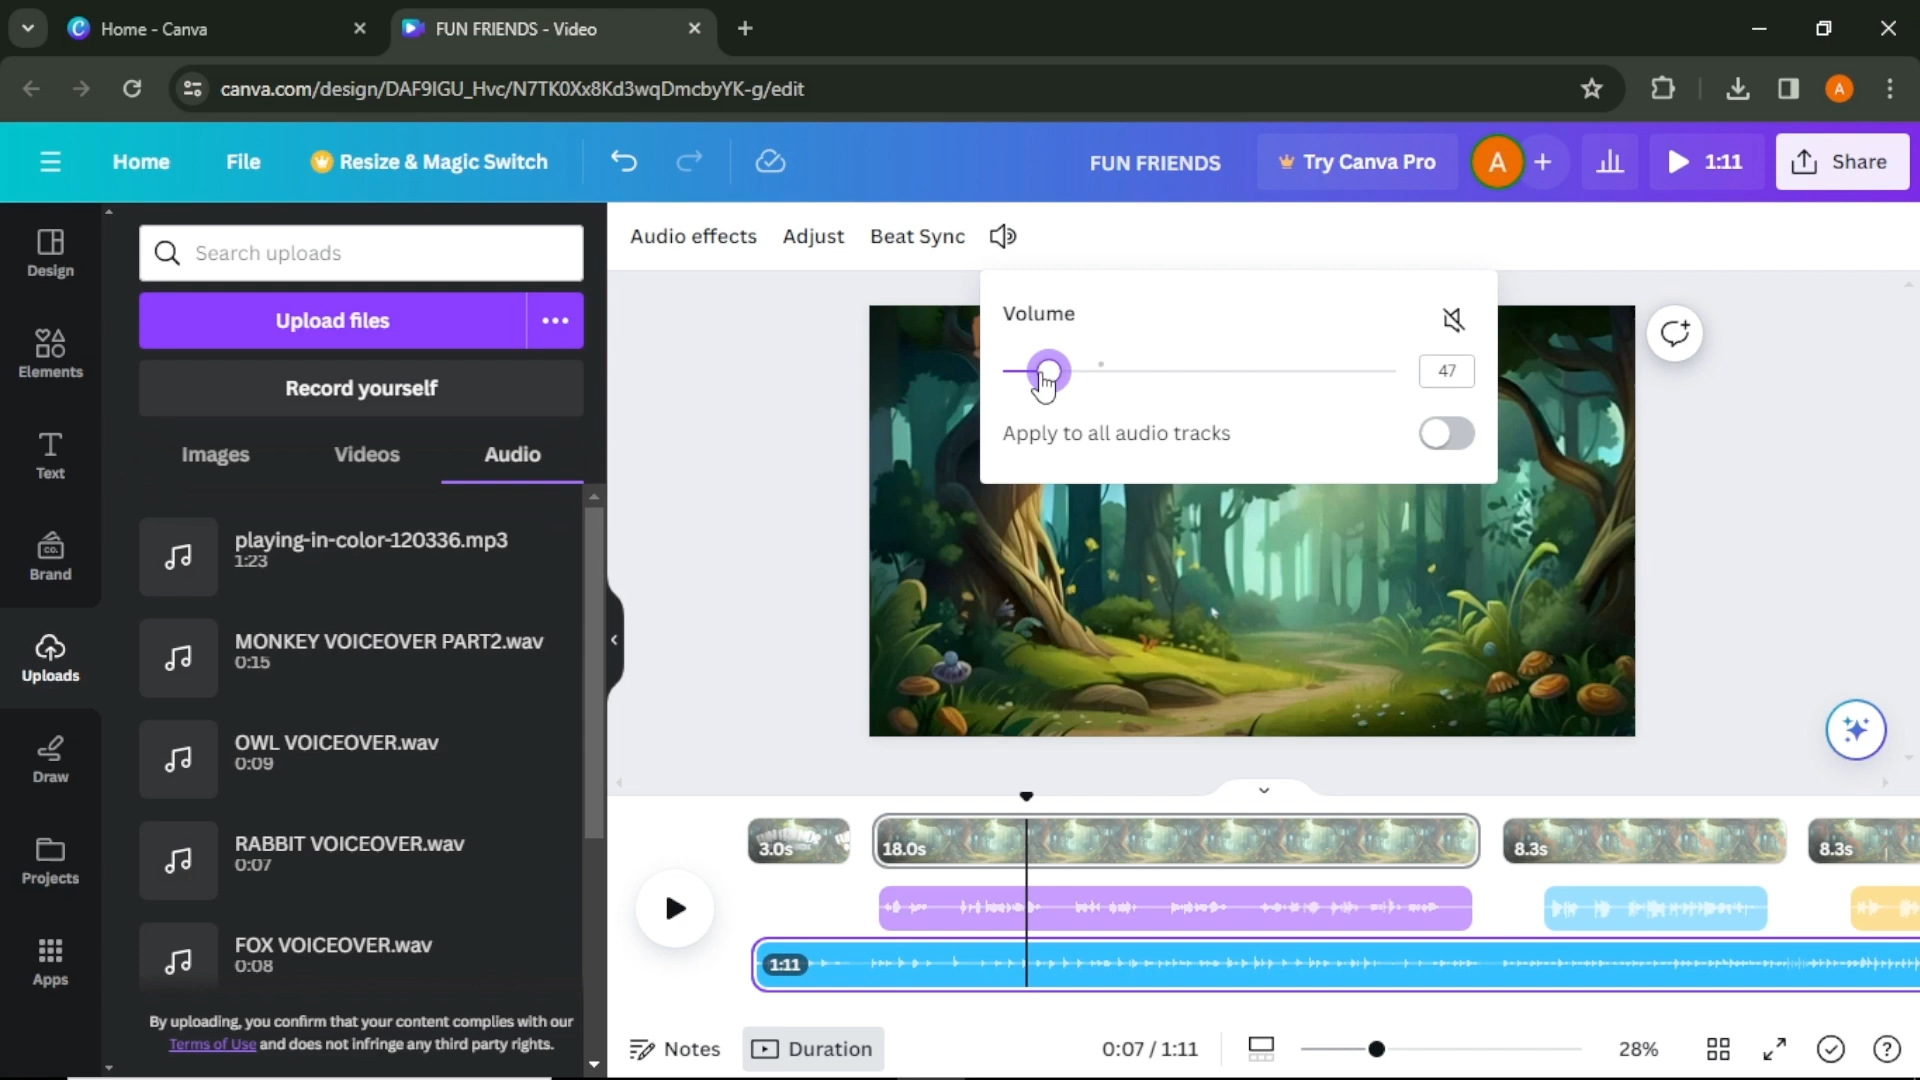 Home - Canva
FUN FRIENDS - Video
canva.com/design/DAF9IGU_Hvc/N7TK0Xx8Kd3wqDmcbyYK-g/edit
A
Home
File
Resize & Magic Switch
FUN FRIENDS
Try Canva Pro
A
1:11
Share
Design
Elements
Text
CO.
Brand
Uploads
Draw
Projects
Apps
Search uploads
Upload files
Record yourself
Images
Videos
Audio
playing-in-color-120336.mp3
1:23
MONKEY VOICEOVER PART2.wav
0:15
OWL VOICEOVER.wav
0:09
RABBIT VOICEOVER.wav
0:07
FOX VOICEOVER.wav
0:08
By uploading, you confirm that your content complies with our
Terms of Use and does not infringe any third party rights.
Audio effects
Adjust
Beat Sync
Volume
47
Apply to all audio tracks
3.0s
18.0s
8.3s
8.3s
1:11
Notes
Duration
0:07 / 1:11
28%